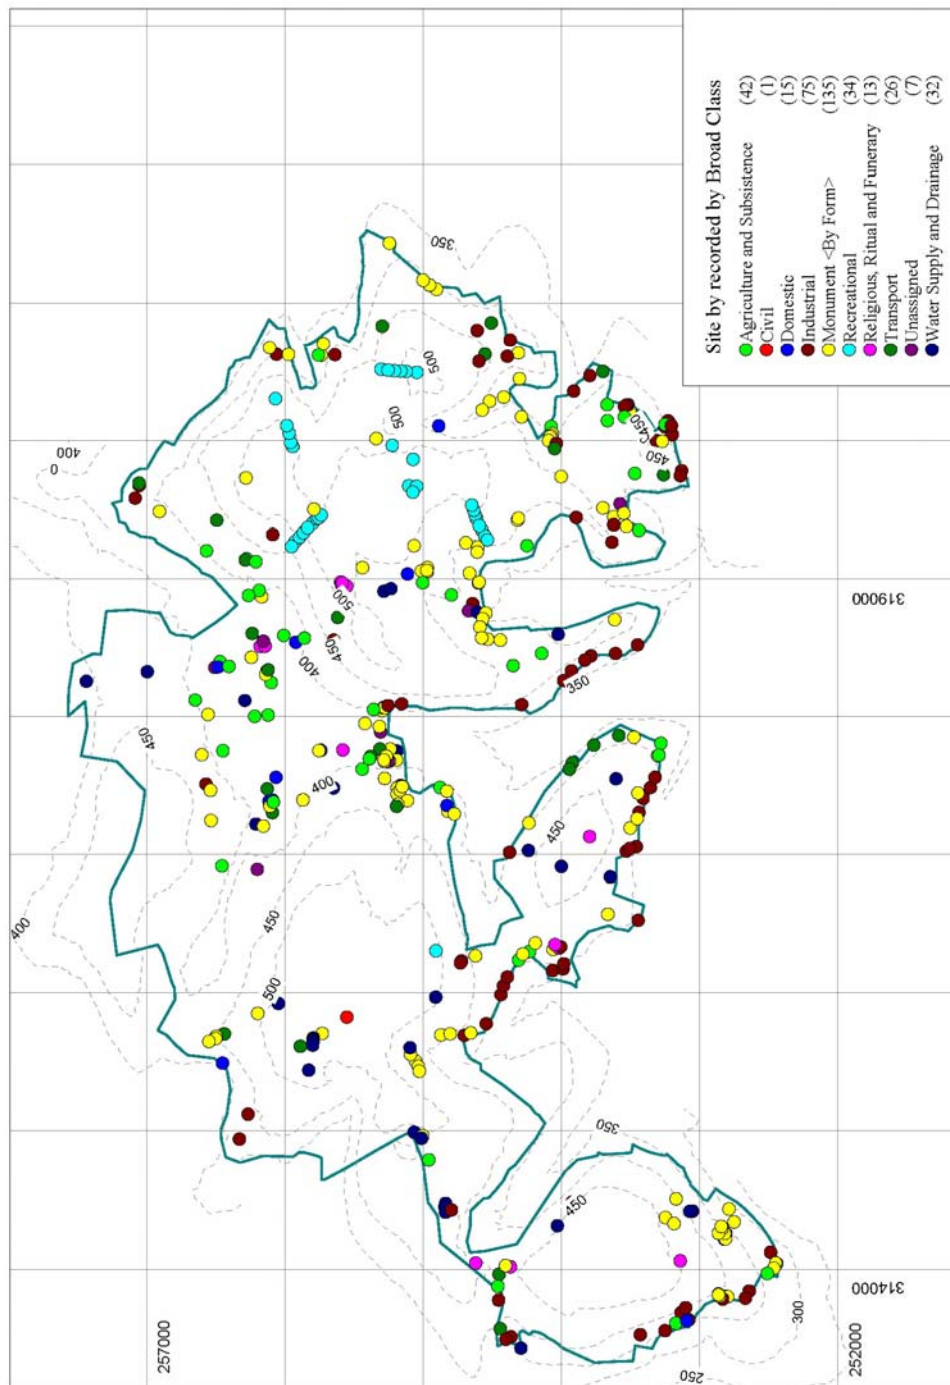 Site by recorded by Broad Class
Agriculture and Subsistence (42)
Civil (1)
Domestic (15)
Industrial (75)
Monument <By Form> (135)
Recreational (34)
Religious, Ritual and Funerary (13)
Transport (26)
Unassigned (7)
Water Supply and Drainage (32)
350
500
500
400
0
450
450
500
450
400
319000
350
450
400
450
400
450
500
350
450
314000
300
257000
252000
250